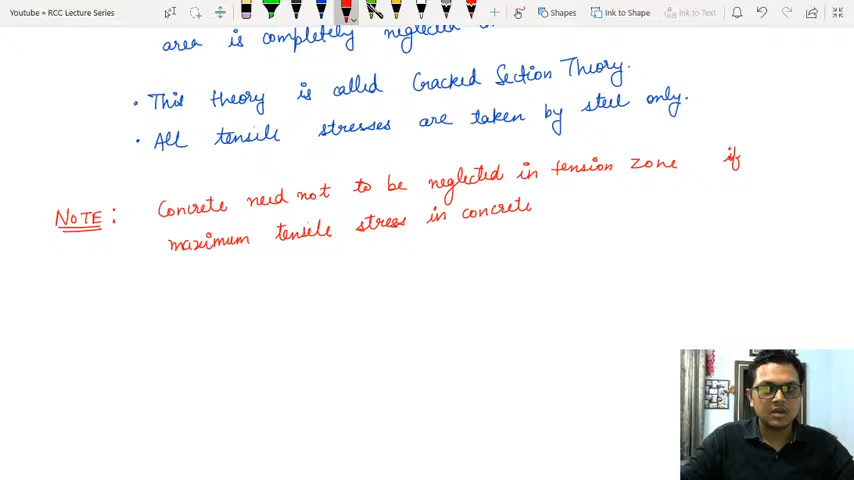 Youtube » RCC Lecture Series
Shapes
Ink to Shape
Ink to Text
area is completely neglected
• This theory is called Cracked Section Theory.
• All tensile stresses are taken by steel only.
NOTE: Concrete need not to be neglected in tension zone if
maximum tensile stress in concrete